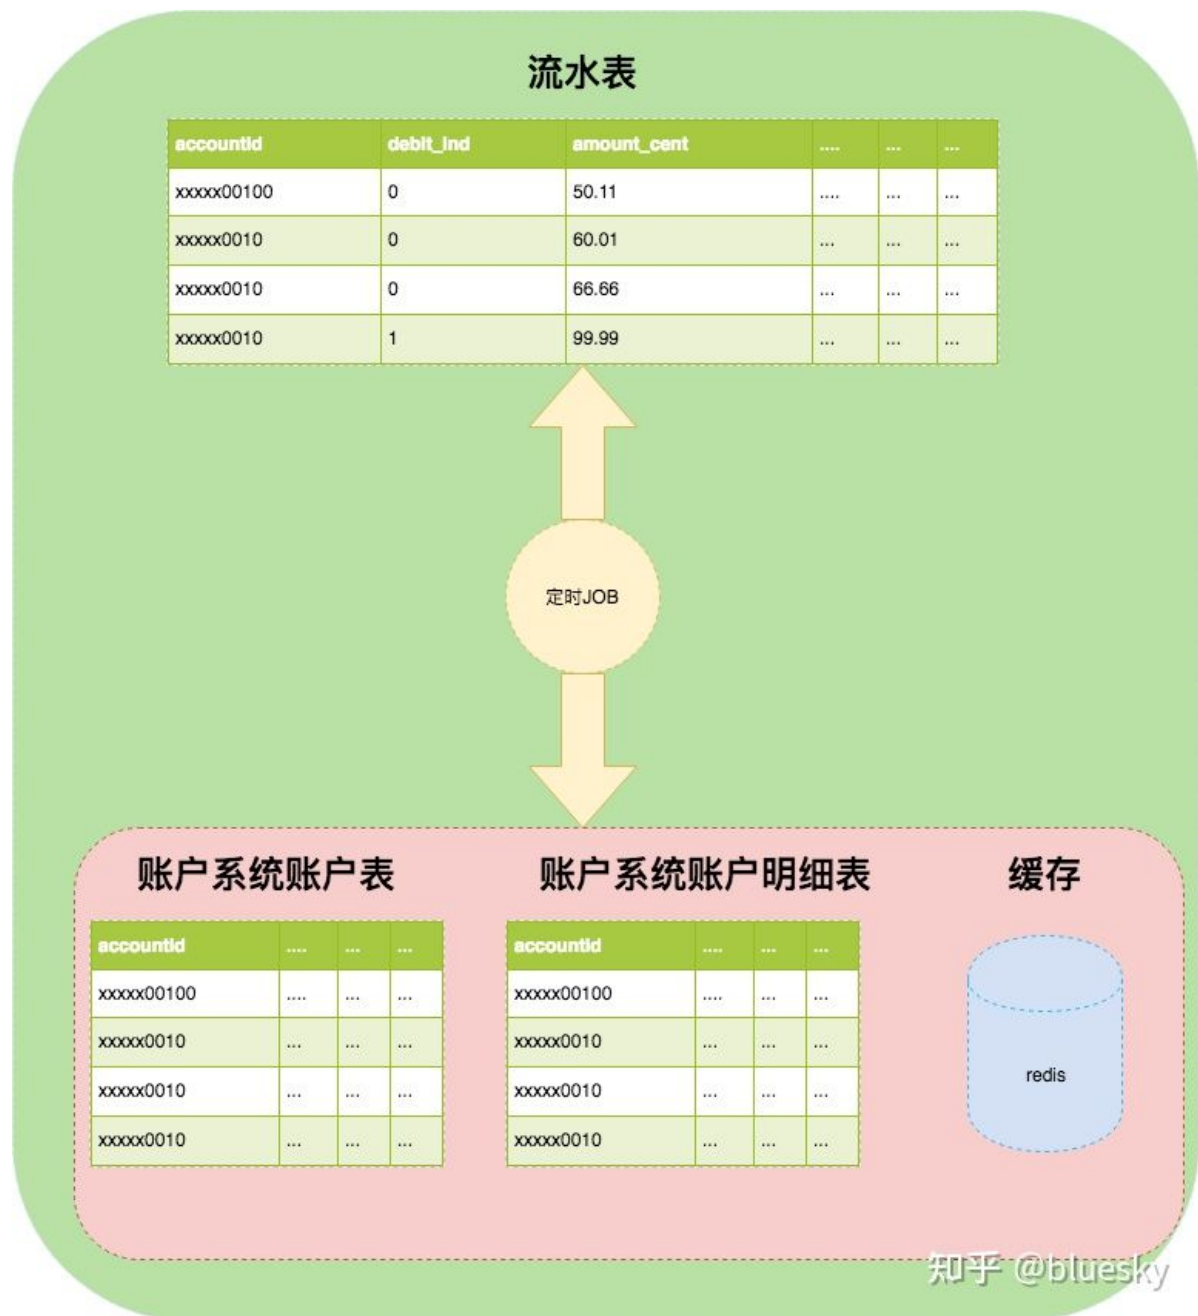 流水表
accountid debit_ind amount_cent .... ... ...
xxxxx00100 0 50.11 .... ... ...
xxxxx0010 0 60.01 ... ... ...
xxxxx0010 0 66.66 ... ... ...
xxxxx0010 1 99.99 ... ... ...
定时JOB
账户系统账户表 账户系统账户明细表 缓存
accountid .... ... ... accountid .... ... ...
xxxxx00100 .... ... ... xxxxx00100 .... ... ...
xxxxx0010 ... ... ... xxxxx0010 ... ... ...
redis
xxxxx0010 ... ... ... xxxxx0010 ... ... ...
xxxxx0010 ... ... ... xxxxx0010 ... ... ...
知乎 @bluesky